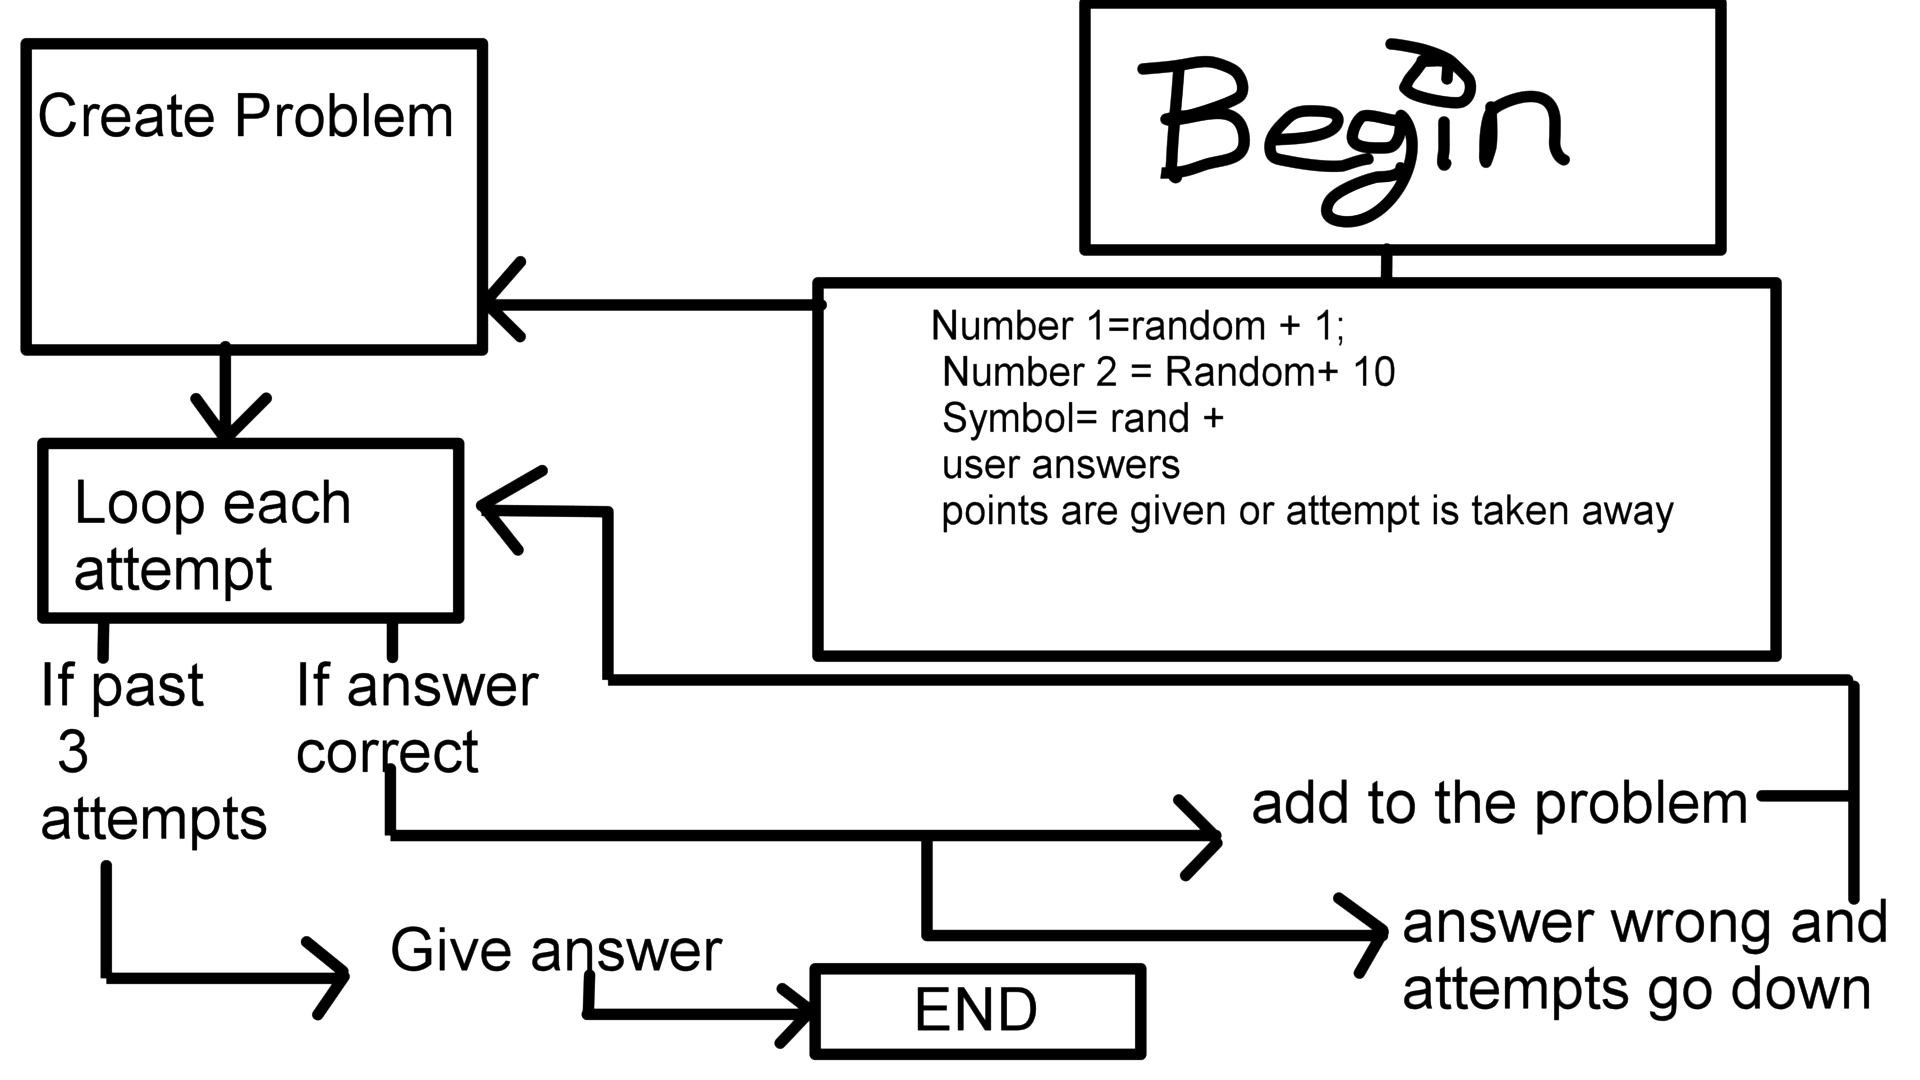 Begin
Create Problem
Number 1=random + 1;
Number 2 = Random+ 10
Symbol= rand +
user answers
points are given or attempt is taken away
Loop each
attempt
If past
3
attempts
If answer
correct
add to the problem
answer wrong and
attempts go down
Give answer
END